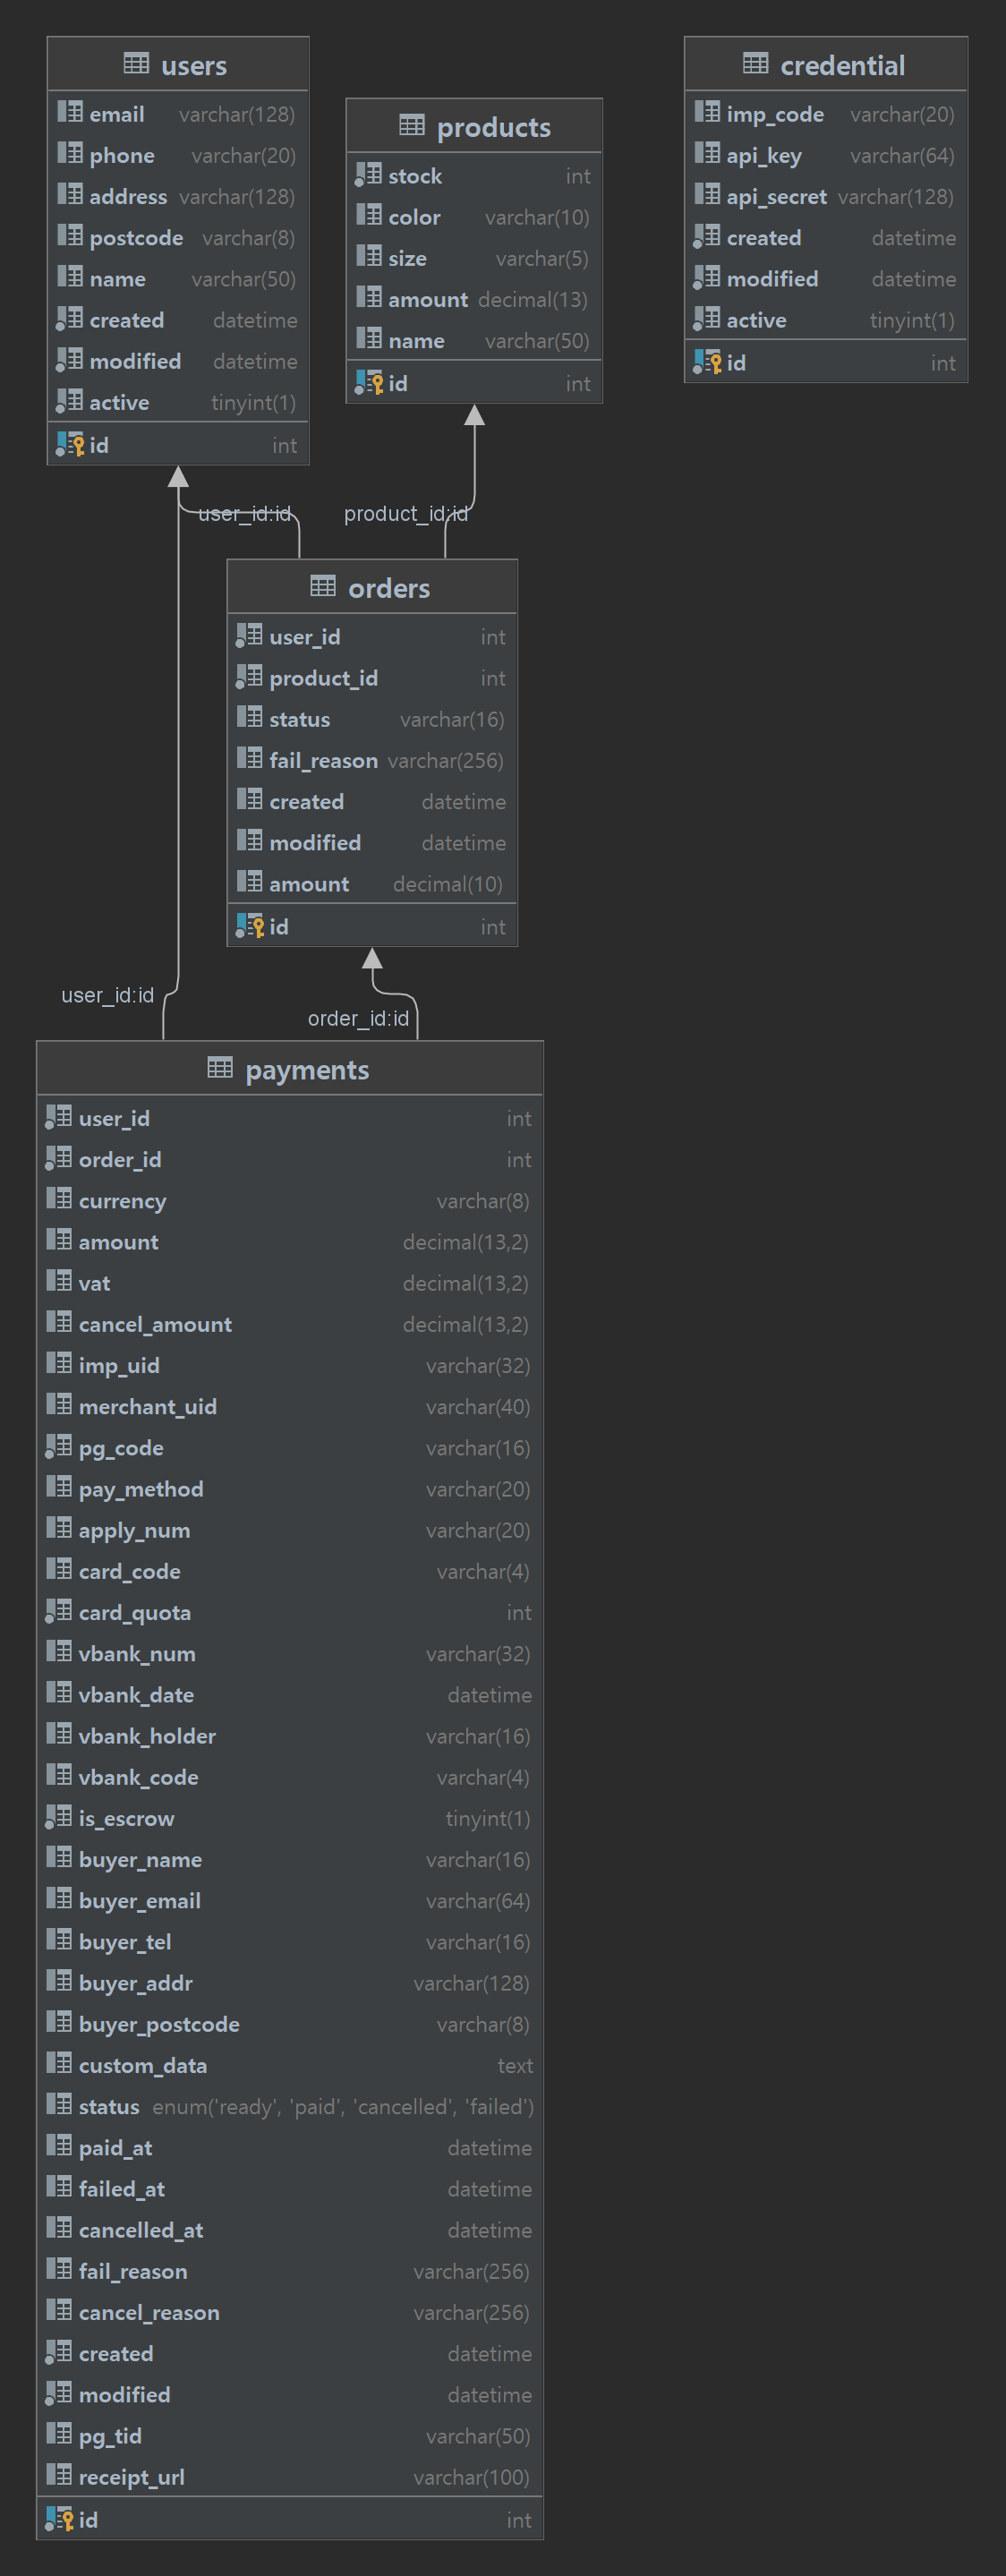 users
email varchar(128)
phone varchar(20)
address varchar(128)
postcode varchar(8)
name varchar(50)
created datetime
modified datetime
active tinyint(1)
id int
products
stock int
color varchar(10)
size varchar(5)
amount decimal(13)
name varchar(50)
id int
credential
imp_code varchar(20)
api_key varchar(64)
api_secret varchar(128)
created datetime
modified datetime
active tinyint(1)
id int
user_id:id
product_id:id
orders
user_id int
product_id int
status varchar(16)
fail_reason varchar(256)
created datetime
modified datetime
amount decimal(10)
id int
user_id:id
order_id:id
payments
user_id int
order_id int
currency varchar(8)
amount decimal(13,2)
vat decimal(13,2)
cancel_amount decimal(13,2)
imp_uid varchar(32)
merchant_uid varchar(40)
pg_code varchar(16)
pay_method varchar(20)
apply_num varchar(20)
card_code varchar(4)
card_quota int
vbank_num varchar(32)
vbank_date datetime
vbank_holder varchar(16)
vbank_code varchar(4)
is_escrow tinyint(1)
buyer_name varchar(16)
buyer_email varchar(64)
buyer_tel varchar(16)
buyer_addr varchar(128)
buyer_postcode varchar(8)
custom_data text
status enum('ready', 'paid', 'cancelled', 'failed')
paid_at datetime
failed_at datetime
cancelled_at datetime
fail_reason varchar(256)
cancel_reason varchar(256)
created datetime
modified datetime
pg_tid varchar(50)
receipt_url varchar(100)
id int